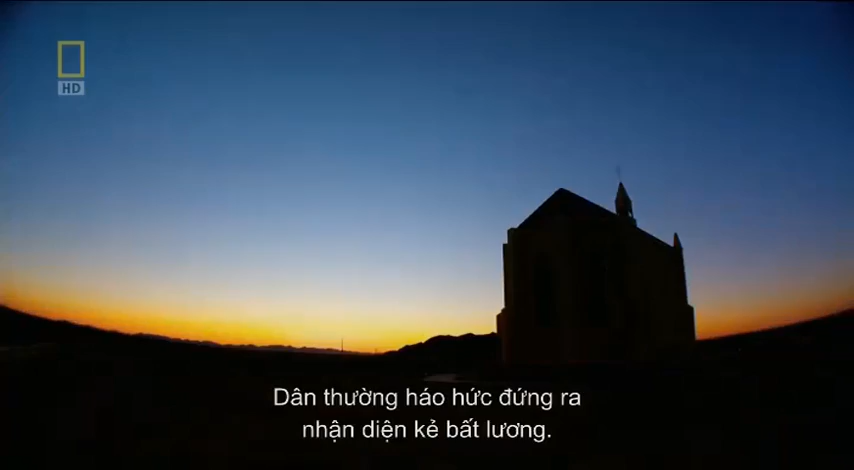 HD
Dân thường háo hức đứng ra
nhận diện kẻ bất lương.